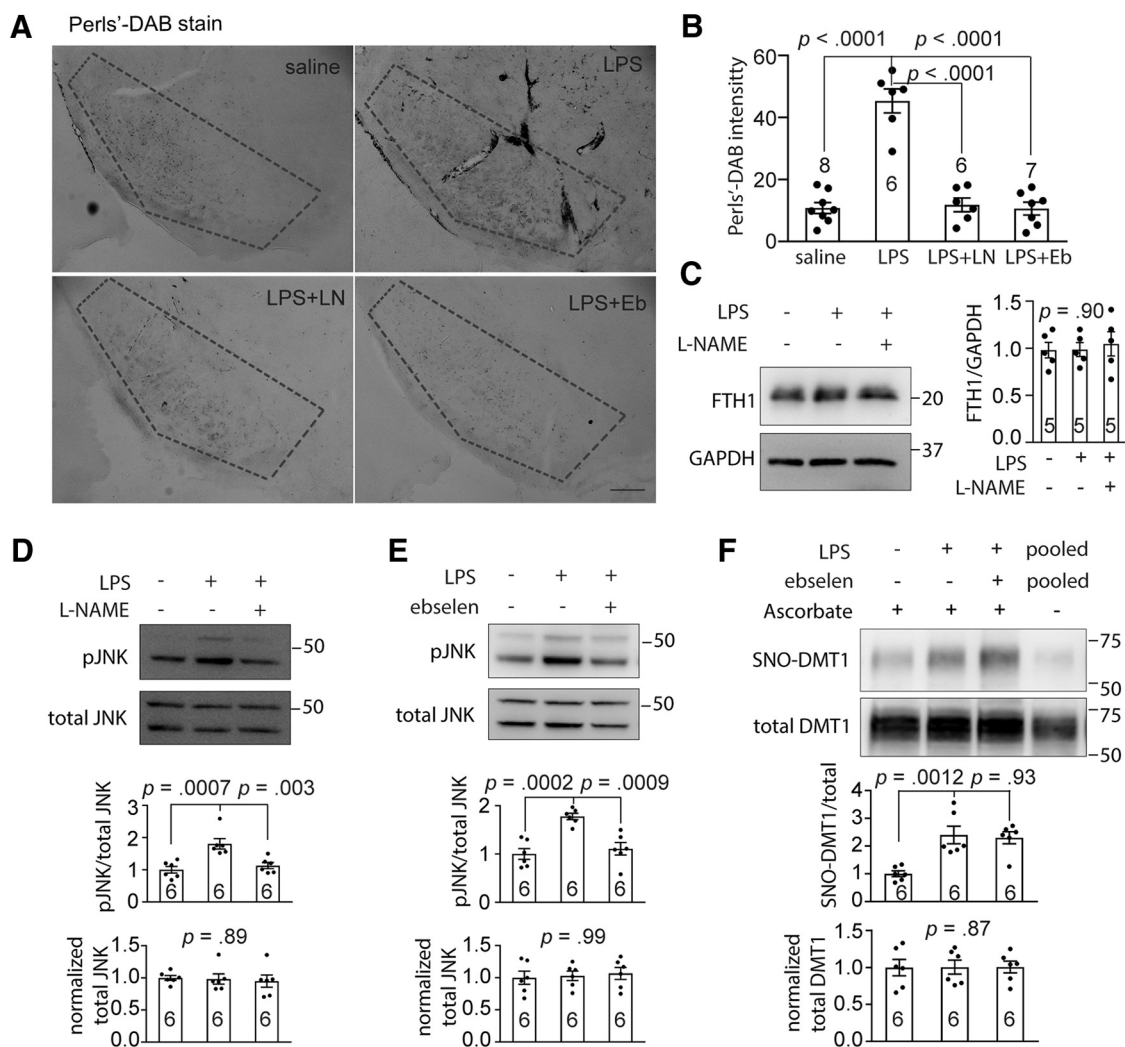 A
Perls'-DAB stain
saline
LPS
LPS+LN
LPS+Eb
B
p < .0001
p < .0001
p < .0001
Perls'-DAB intensitty
60
40
20
0
8
6
6
7
saline
LPS
LPS+LN
LPS+Eb
C
LPS - + +
L-NAME - - +
FTH1
20
GAPDH
37
p = .90
FTH1/GAPDH
1.5
1.0
0.5
0.0
5 5 5
LPS - + +
L-NAME - - +
D
LPS - + +
L-NAME - - +
pJNK
50
total JNK
50
p = .0007 p = .003
pJNK/total JNK
3
2
1
0
6 6 6
p = .89
normalized
total JNK
1.5
1.0
0.5
0.0
6 6 6
E
LPS - + +
ebselen - - +
pJNK
50
total JNK
50
p = .0002 p = .0009
pJNK/total JNK
2
1
0
6 6 6
p = .99
normalized
total JNK
1.5
1.0
0.5
0.0
6 6 6
F
LPS - + + pooled
ebselen - - + pooled
Ascorbate + + + -
SNO-DMT1
75
50
total DMT1
75
50
p = .0012 p = .93
SNO-DMT1/total
4
3
2
1
0
6 6 6
p = .87
normalized
total DMT1
1.5
1.0
0.5
0.0
6 6 6